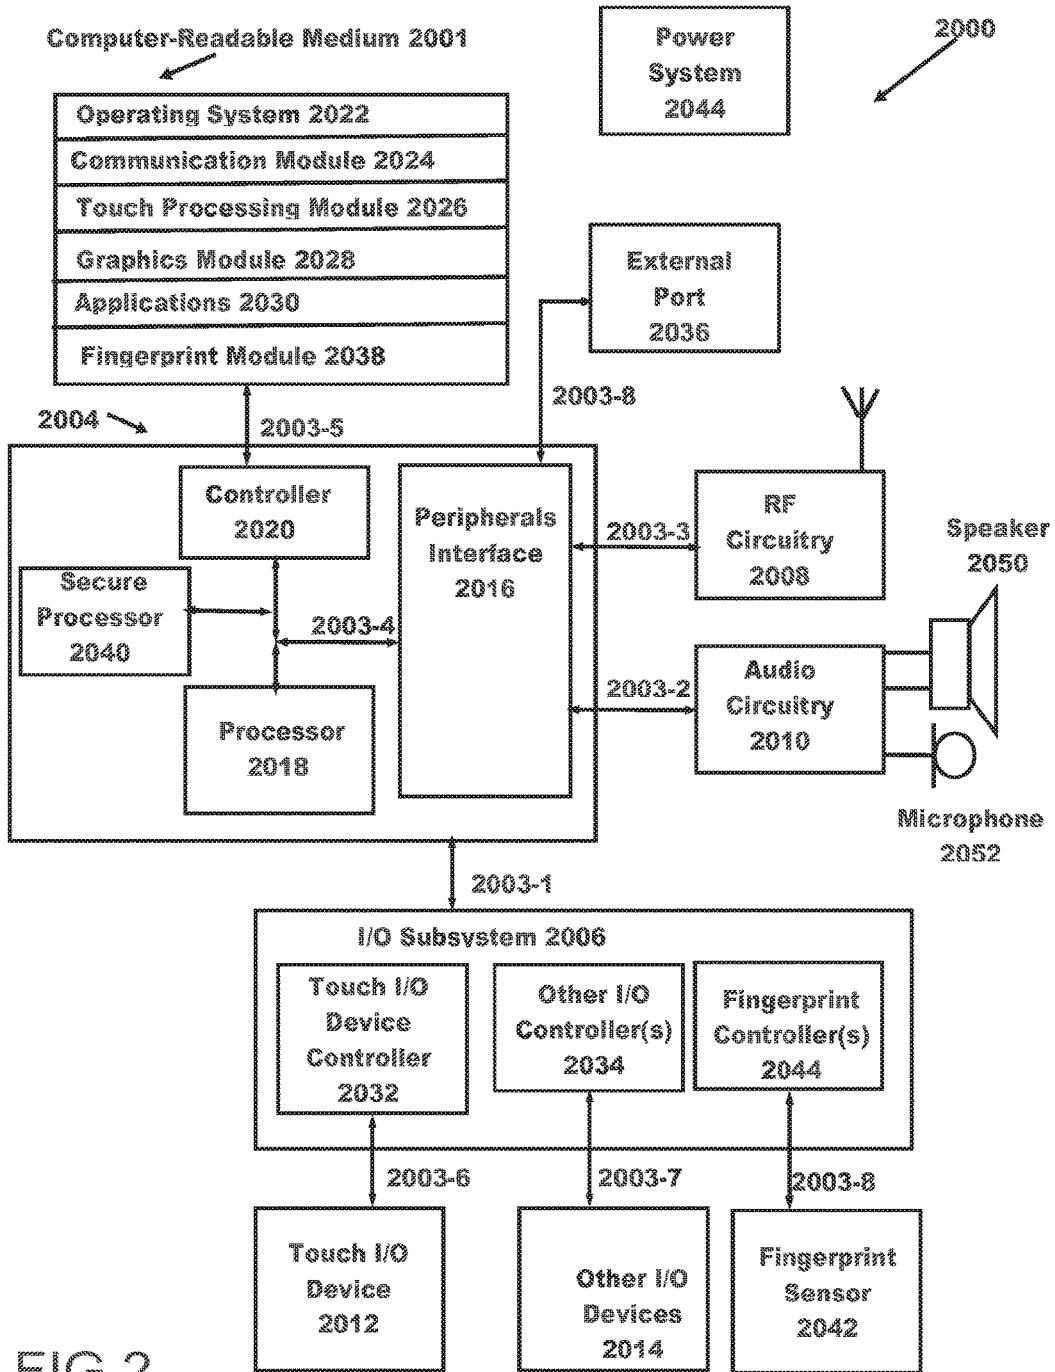 Computer-Readable Medium 2001
Power
System
2044
2000
Operating System 2022
Communication Module 2024
Touch Processing Module 2026
Graphics Module 2028
Applications 2030
Fingerprint Module 2038
External
Port
2036
2003-8
2004
2003-5
Controller
2020
Peripherals
Interface
2016
2003-3
RF
Circuitry
2008
Speaker
2050
Secure
Processor
2040
2003-4
Processor
2018
2003-2
Audio
Circuitry
2010
Microphone
2052
2003-1
I/O Subsystem 2006
Touch I/O
Device
Controller
2032
Other I/O
Controller(s)
2034
Fingerprint
Controller(s)
2044
2003-6
2003-7
2003-8
Touch I/O
Device
2012
Other I/O
Devices
2014
Fingerprint
Sensor
2042
FIG 2